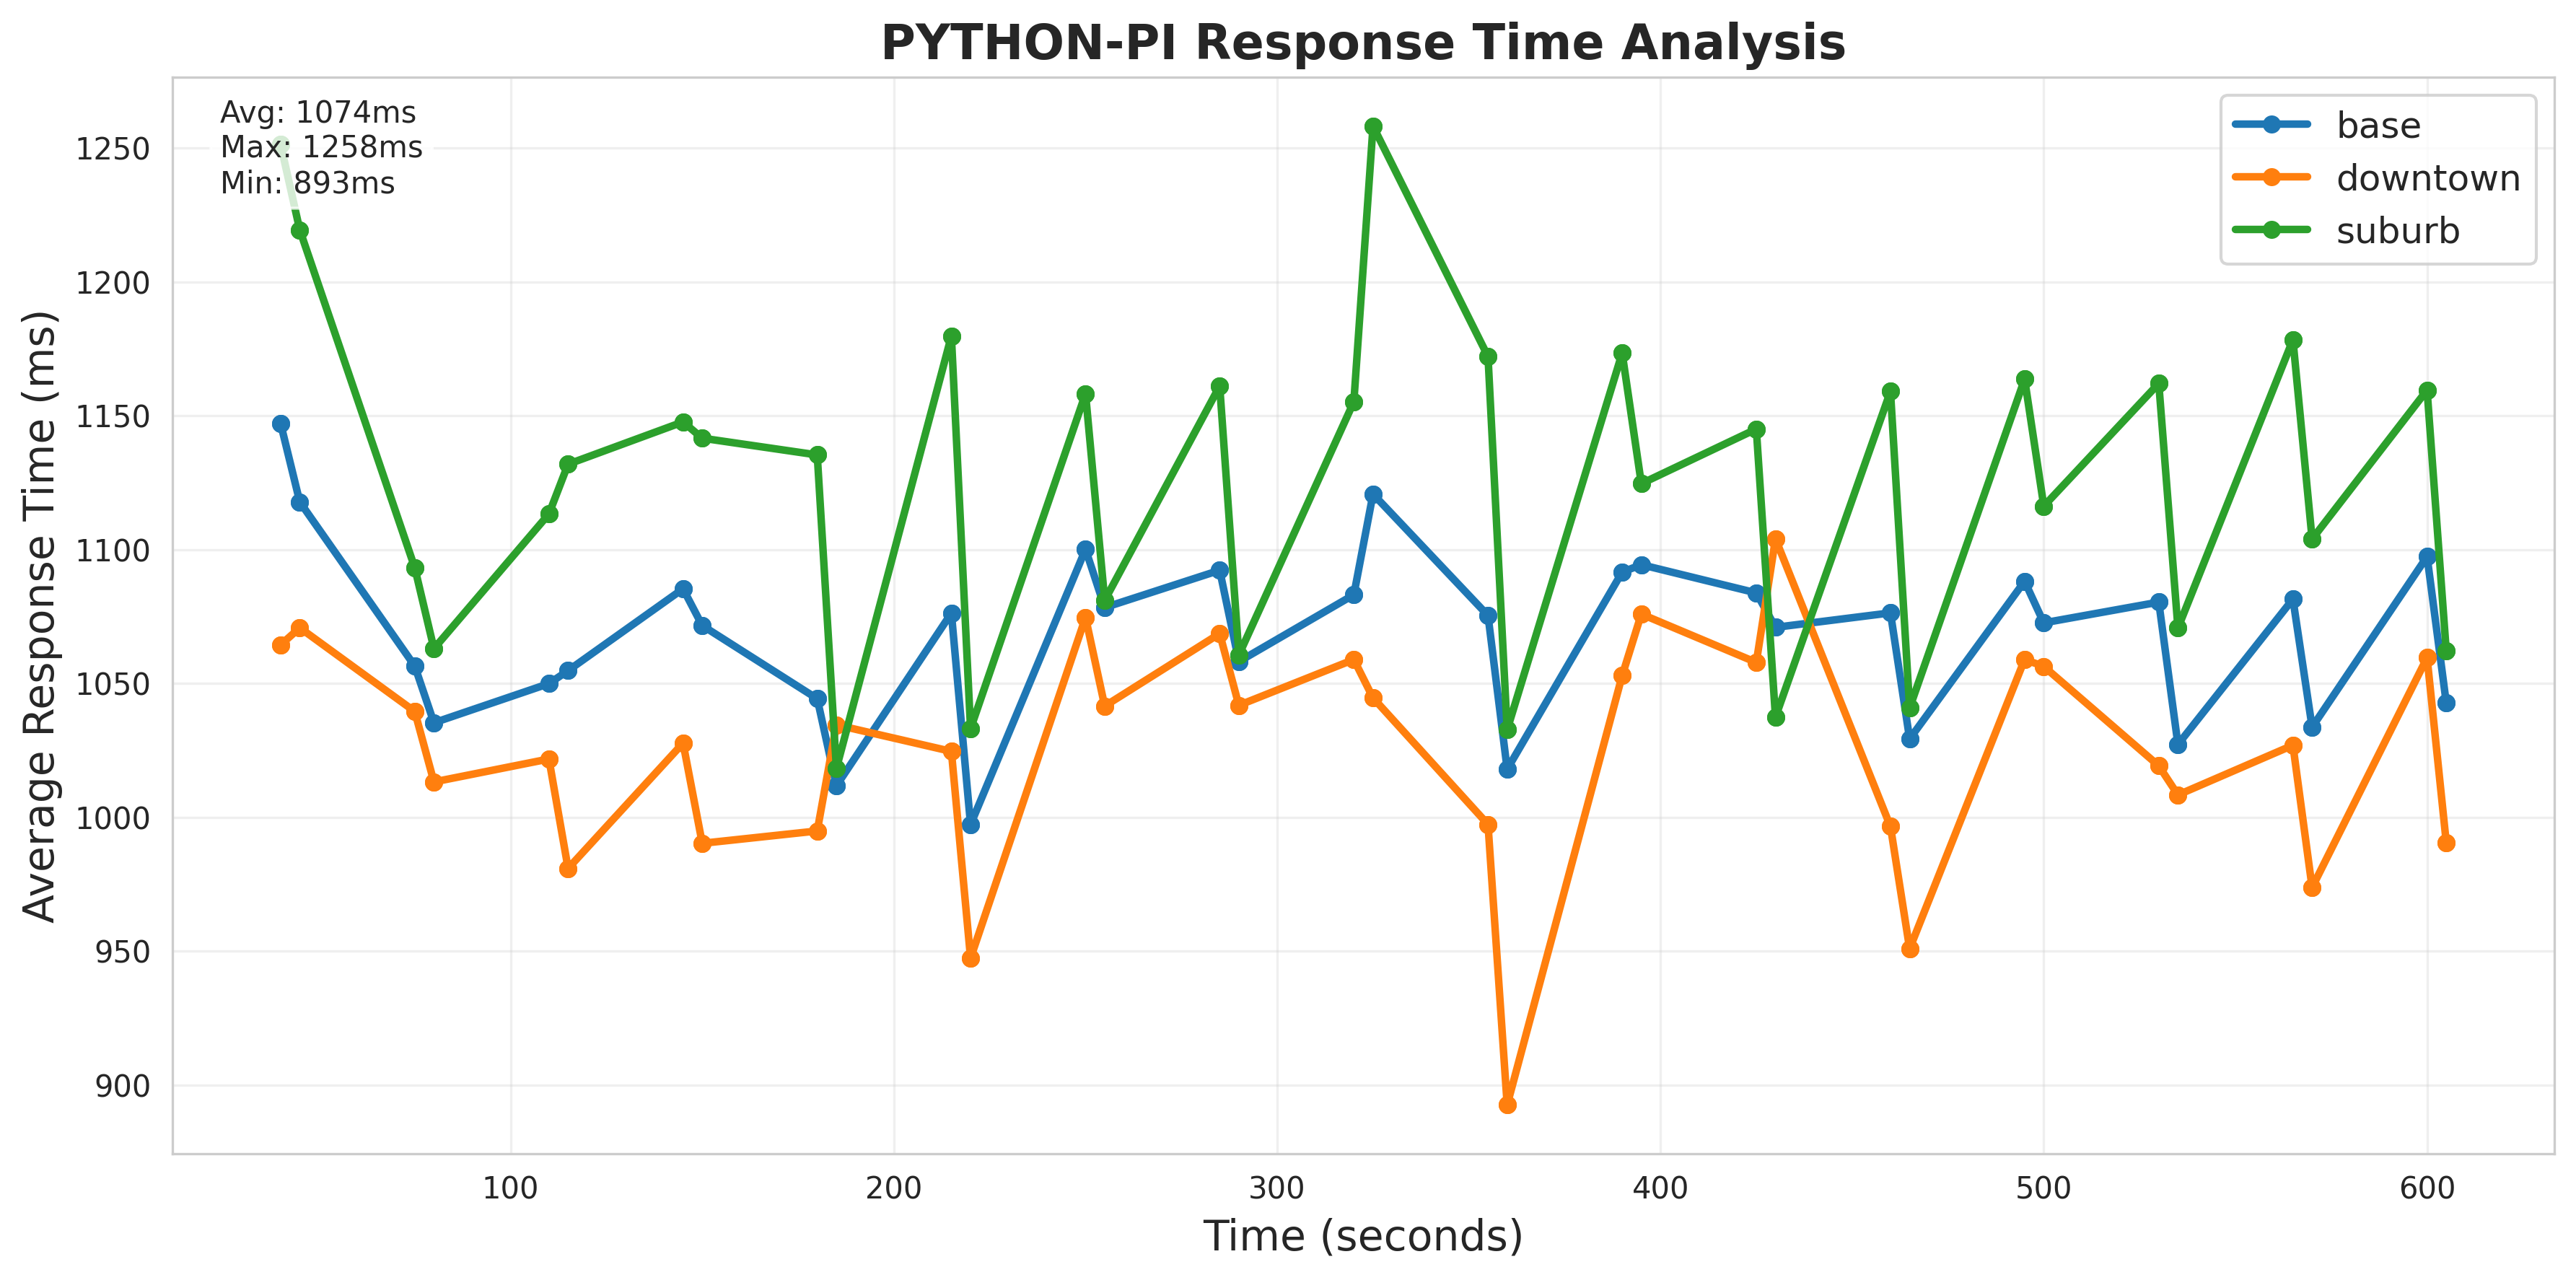 PYTHON-PI Response Time Analysis
Avg: 1074ms
Max: 1258ms
Min: 893ms
base
downtown
suburb
Average Response Time (ms)
1250
1200
1150
1100
1050
1000
950
900
100 200 300 400 500 600
Time (seconds)